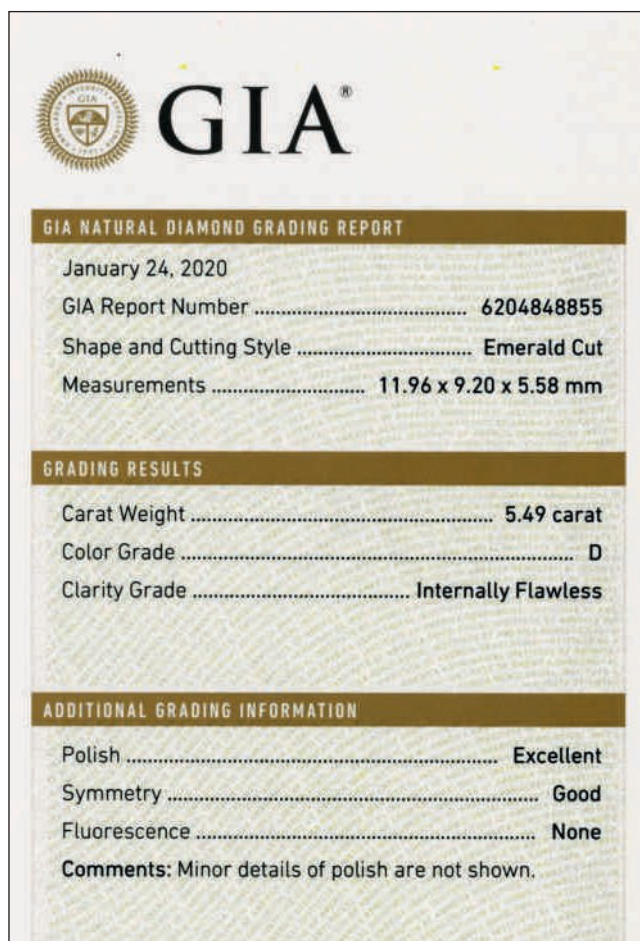 GIA®
GIA NATURAL DIAMOND GRADING REPORT
January 24, 2020
GIA Report Number ........................................ 6204848855
Shape and Cutting Style ................................. Emerald Cut
Measurements ............................. 11.96 x 9.20 x 5.58 mm
GRADING RESULTS
Carat Weight ......................................................... 5.49 carat
Color Grade ........................................................................... D
Clarity Grade ......................................... Internally Flawless
ADDITIONAL GRADING INFORMATION
Polish ...................................................................... Excellent
Symmetry ...................................................................... Good
Fluorescence ................................................................ None
Comments: Minor details of polish are not shown.